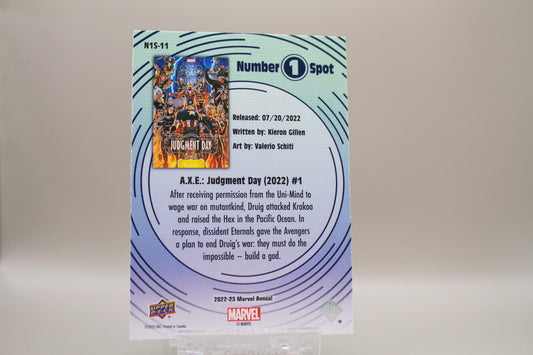 N1S-11
Number 1 Spot
MARVEL
JUDGMENT DAY
Released: 07/20/2022
Written by: Kieron Gillen
Art by: Valerio Schiti
A.X.E.: Judgment Day (2022) #1
After receiving permission from the Uni-Mind to
wage war on mutantkind, Druig attacked Krakoa
and raised the Hex in the Pacific Ocean. In
response, dissident Eternals gave the Avengers
a plan to end Druig's war: they must do the
impossible – build a god.
2022-23 Marvel Annual
UPPER DECK
MARVEL
© MARVEL